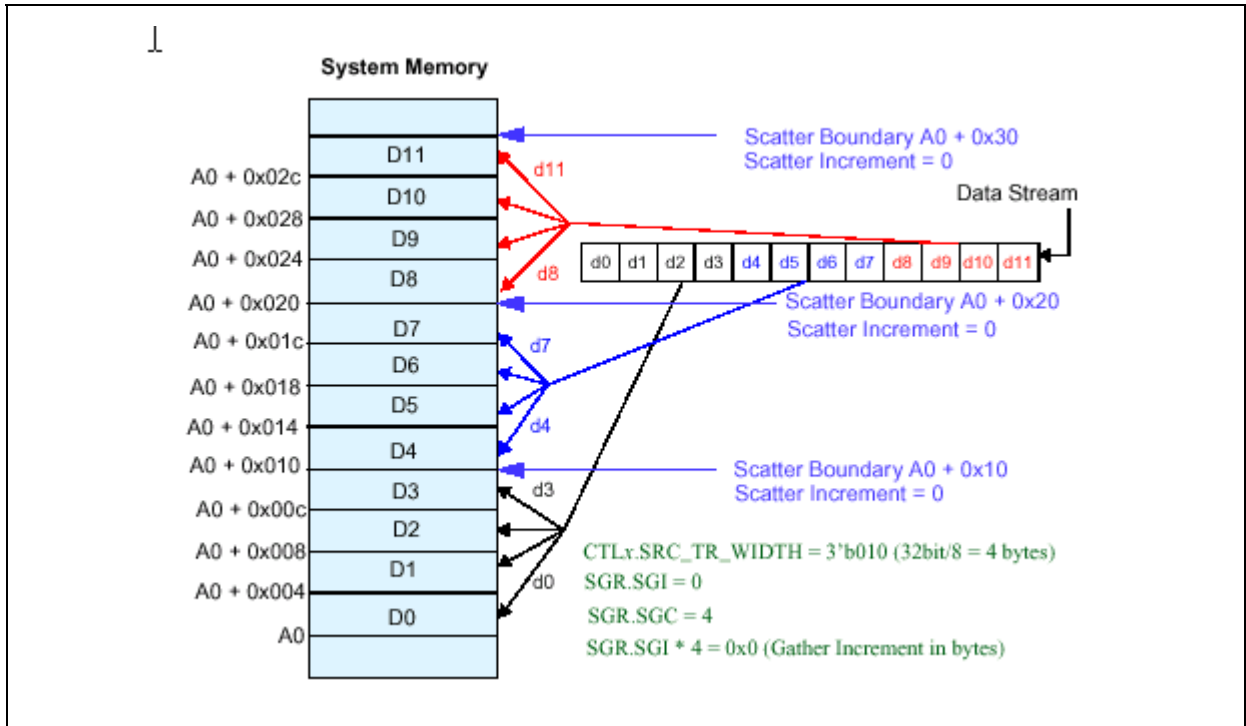 System Memory
Scatter Boundary A0 + 0x30
Scatter Increment = 0
D11
d11
A0 + 0x02c
D10
Data Stream
A0 + 0x028
D9
A0 + 0x024
d0 d1 d2 d3 d4 d5 d6 d7 d8 d9 d10 d11
D8
d8
A0 + 0x020
Scatter Boundary A0 + 0x20
Scatter Increment = 0
D7
A0 + 0x01c
d7
D6
A0 + 0x018
D5
A0 + 0x014
d4
D4
A0 + 0x010
Scatter Boundary A0 + 0x10
Scatter Increment = 0
D3
d3
A0 + 0x00c
D2
A0 + 0x008
D1
d0
A0 + 0x004
D0
A0
CTLx.SRC_TR_WIDTH = 3'b010 (32bit/8 = 4 bytes)
SGR.SGI = 0
SGR.SGC = 4
SGR.SGI * 4 = 0x0 (Gather Increment in bytes)